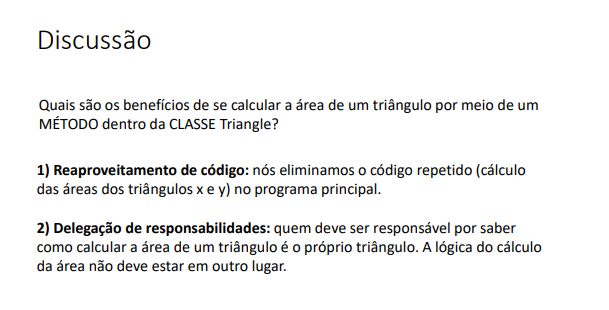 Discussão
Quais são os benefícios de se calcular a área de um triângulo por meio de um
MÉTODO dentro da CLASSE Triangle?
1) Reaproveitamento de código: nós eliminamos o código repetido (cálculo
das áreas dos triângulos x e y) no programa principal.
2) Delegação de responsabilidades: quem deve ser responsável por saber
como calcular a área de um triângulo é o próprio triângulo. A lógica do cálculo
da área não deve estar em outro lugar.